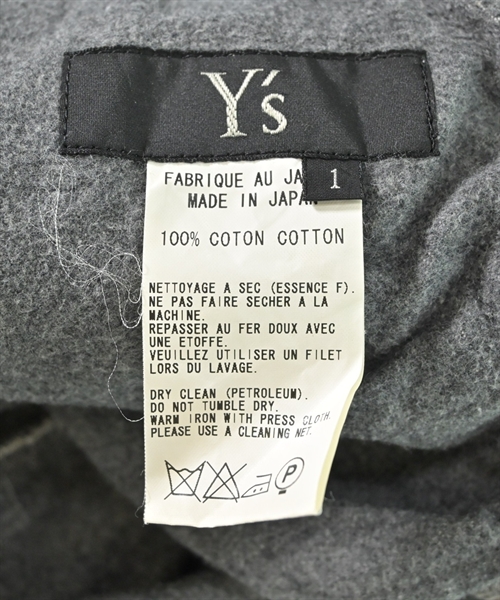 Y's
1
FABRIQUE AU
MADE IN JAPAN
100% COTON COTTON
NETTOYAGE A SEC (ESSENCE F).
NE PAS FAIRE SECHER A LA
MACHINE.
REPASSER AU FER DOUX AVEC
UNE ETOFFE.
VEUILLEZ UTILISER UN FILET
LORS DU LAVAGE.
DRY CLEAN (PETROLEUM).
DO NOT TUMBLE DRY.
WARM IRON WITH PRESS CLOTH.
PLEASE USE A CLEANING NET.
P